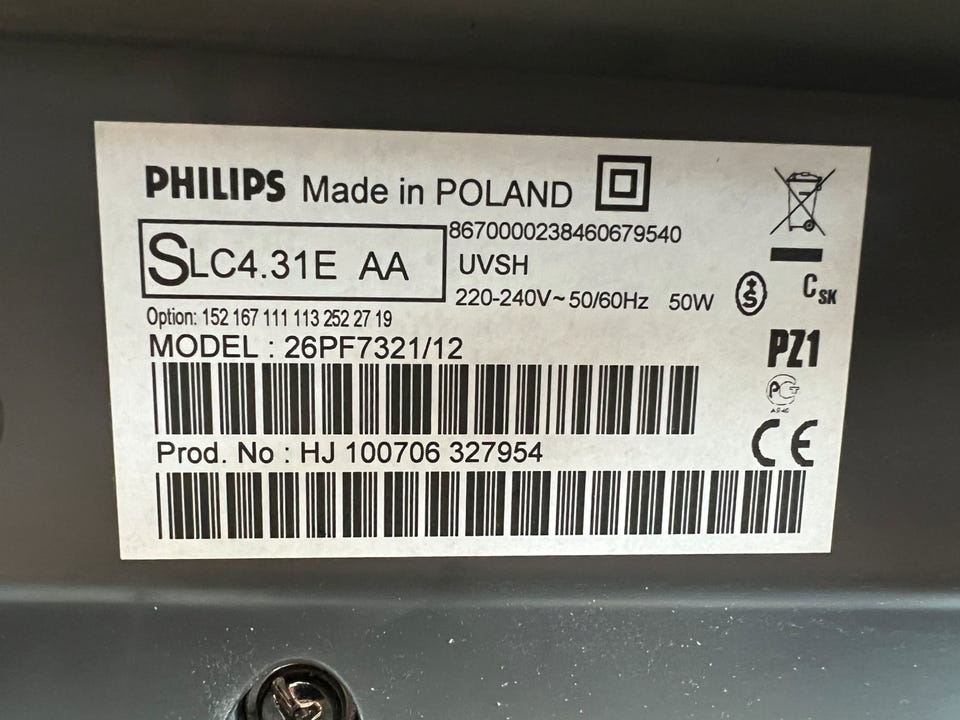 PHILIPS Made in POLAND
8670000238460679540
SLC4.31E AA
UVSH
220-240V~50/60Hz 50W
S
CSK
Option: 152 167 111 113 252 27 19
MODEL : 26PF7321/12
PZ1
Prod. No : HJ 100706 327954
CE